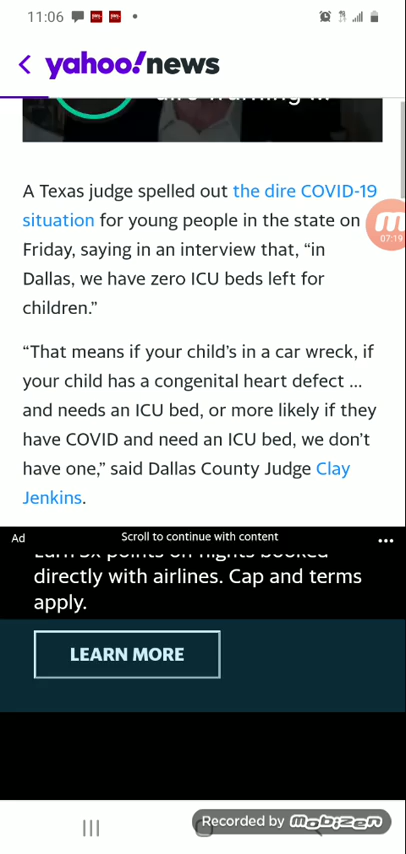 11:06
yahoo!news
A Texas judge spelled out the dire COVID-19
situation for young people in the state on
Friday, saying in an interview that, “in
07:19
Dallas, we have zero ICU beds left for
children.”
“That means if your child’s in a car wreck, if
your child has a congenital heart defect ...
and needs an ICU bed, or more likely if they
have COVID and need an ICU bed, we don’t
have one,” said Dallas County Judge Clay
Jenkins.
Ad
Scroll to continue with content
directly with airlines. Cap and terms
apply.
LEARN MORE
Recorded by mobizen